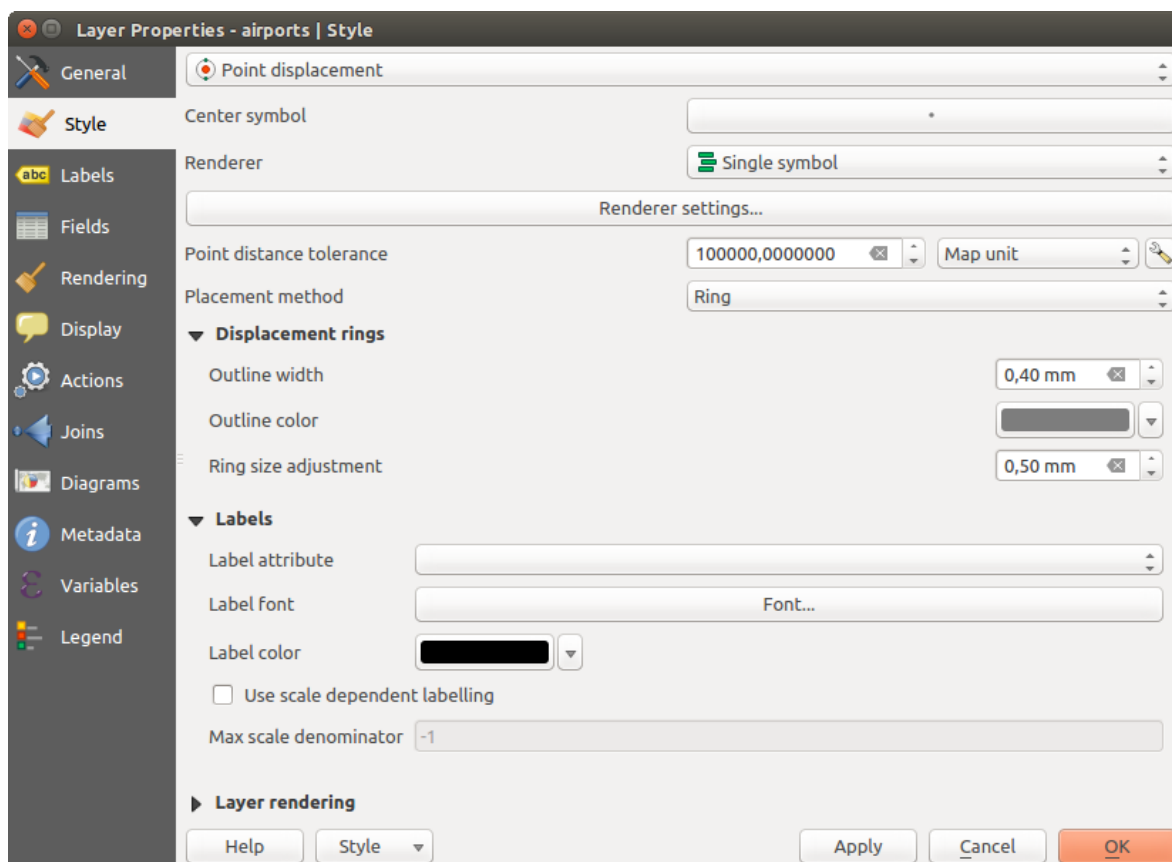 Layer Properties - airports | Style
General
Style
abc Labels
Fields
Rendering
Display
Actions
Joins
Diagrams
Metadata
Variables
Legend
Point displacement
Center symbol
Renderer Single symbol
Renderer settings...
Point distance tolerance 100000,0000000 Map unit
Placement method Ring
Displacement rings
Outline width 0,40 mm
Outline color
Ring size adjustment 0,50 mm
Labels
Label attribute
Label font Font...
Label color
Use scale dependent labelling
Max scale denominator -1
Layer rendering
Help Style Apply Cancel OK